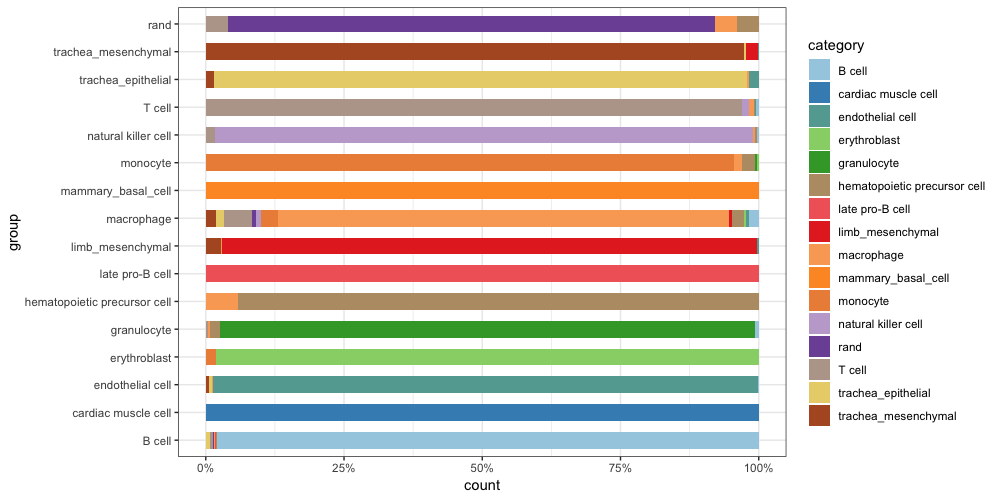 rand
trachea_mesenchymal
trachea_epithelial
T cell
natural killer cell
monocyte
mammary_basal_cell
macrophage
limb_mesenchymal
late pro-B cell
hematopoietic precursor cell
granulocyte
erythroblast
endothelial cell
cardiac muscle cell
B cell
group
0% 25% 50% 75% 100%
count
category
B cell
cardiac muscle cell
endothelial cell
erythroblast
granulocyte
hematopoietic precursor cell
late pro-B cell
limb_mesenchymal
macrophage
mammary_basal_cell
monocyte
natural killer cell
rand
T cell
trachea_epithelial
trachea_mesenchymal